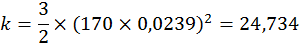 k = 3/2 × (170 × 0,0239)² = 24,734